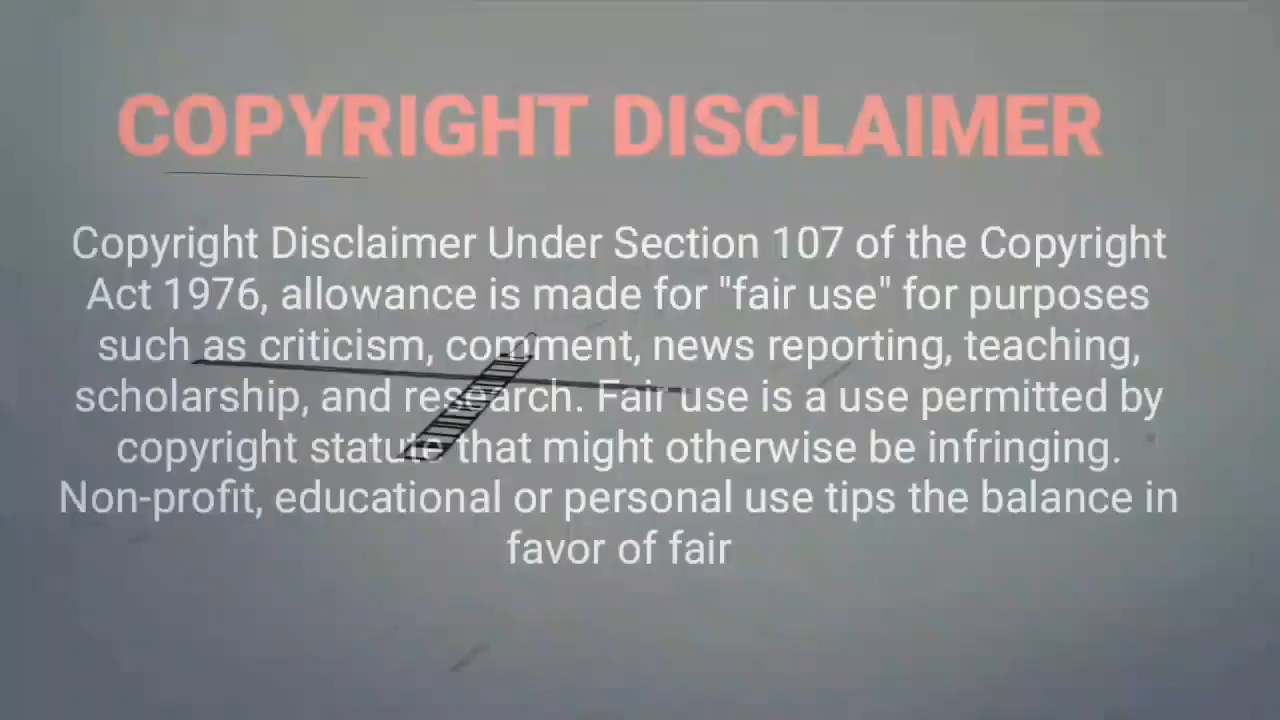 COPYRIGHT DISCLAIMER
Copyright Disclaimer Under Section 107 of the Copyright
Act 1976, allowance is made for "fair use" for purposes
such as criticism, comment, news reporting, teaching,
scholarship, and research. Fair use is a use permitted by
copyright statute that might otherwise be infringing.
Non-profit, educational or personal use tips the balance in
favor of fair